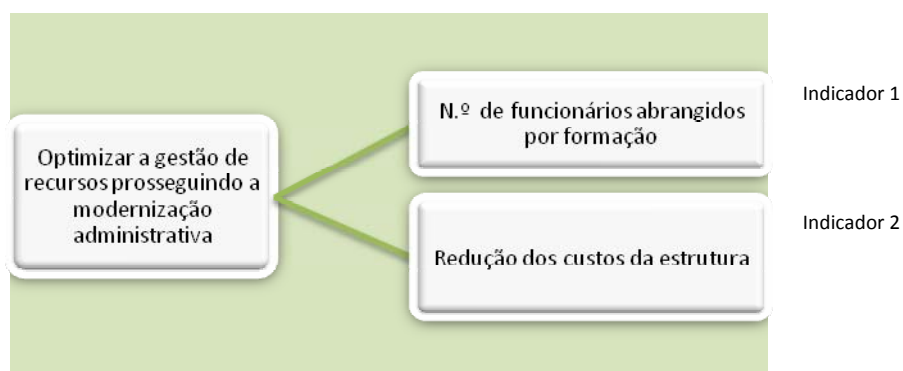 Optimizar a gestão de
recursos prosseguindo a
modernização
administrativa
N.º de funcionários abrangidos
por formação
Indicador 1
Redução dos custos da estrutura
Indicador 2